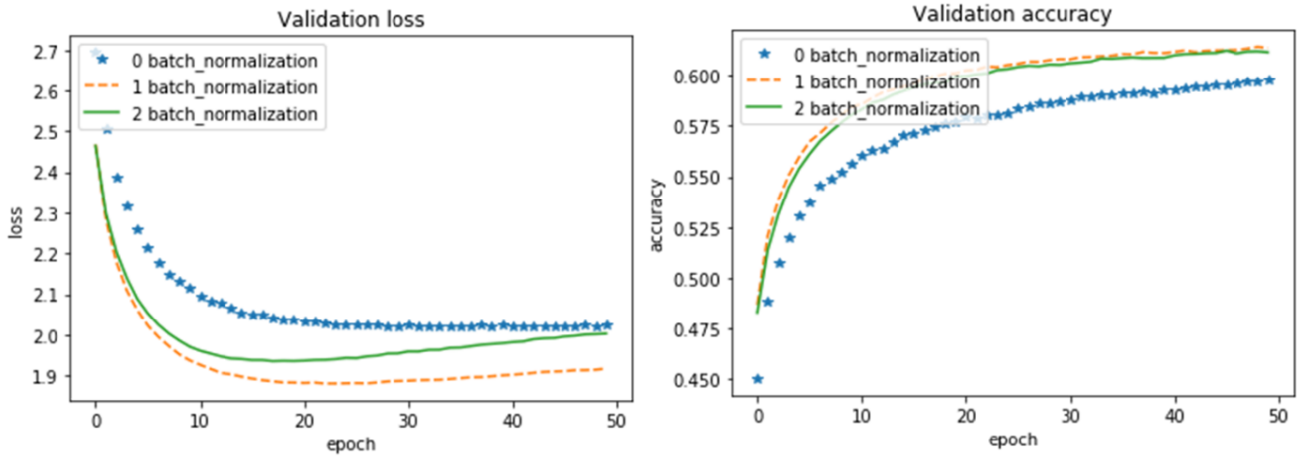 Validation loss
2.7
2.6
2.5
2.4
2.3
2.2
2.1
2.0
1.9
loss
0 batch_normalization
1 batch_normalization
2 batch_normalization
0 10 20 30 40 50
epoch
Validation accuracy
0.600
0.575
0.550
0.525
0.500
0.475
0.450
accuracy
0 batch_normalization
1 batch_normalization
2 batch_normalization
0 10 20 30 40 50
epoch